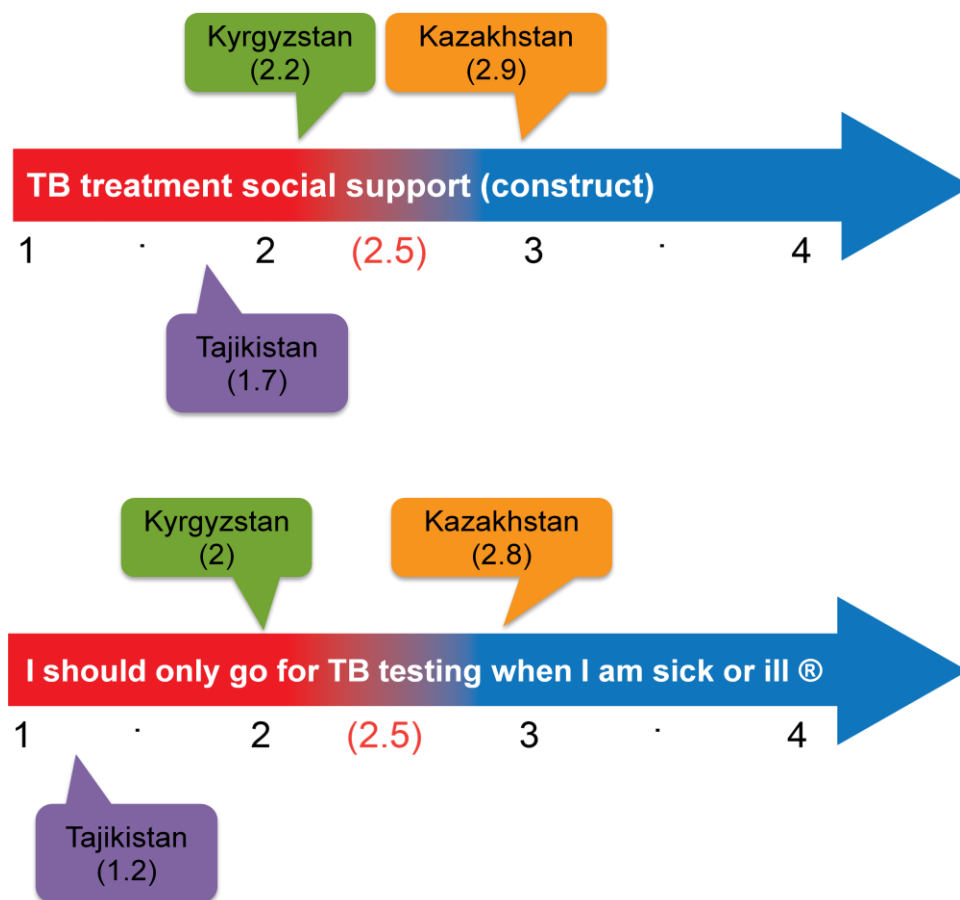 Kyrgyzstan
(2.2)
Kazakhstan
(2.9)
TB treatment social support (construct)
1 · 2 (2.5) 3 · 4
Tajikistan
(1.7)
Kyrgyzstan
(2)
Kazakhstan
(2.8)
I should only go for TB testing when I am sick or ill ®
1 · 2 (2.5) 3 · 4
Tajikistan
(1.2)